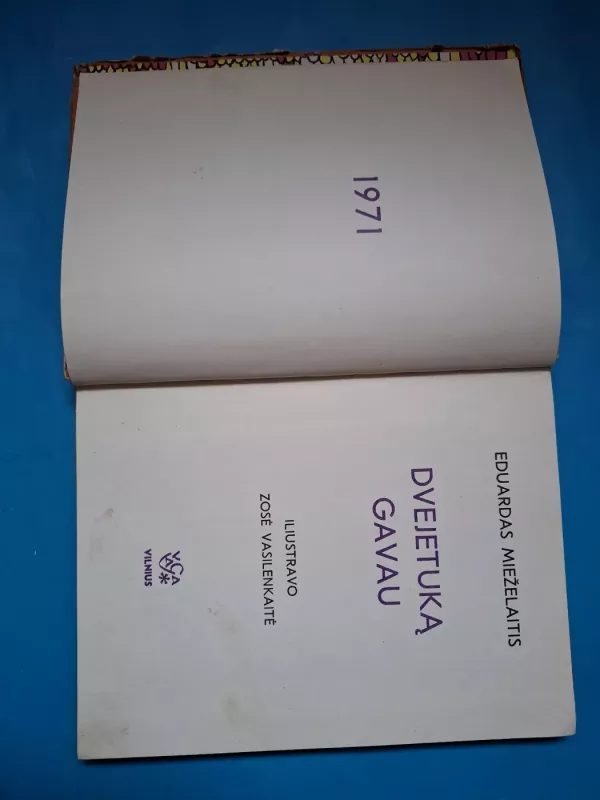 1971
EDUARDAS MIEŽELAITIS
DVEJETUKĄ
GAVAU
ILIUSTRAVO
ZOSĖ VASILENKAITĖ
VAGA
VILNIUS